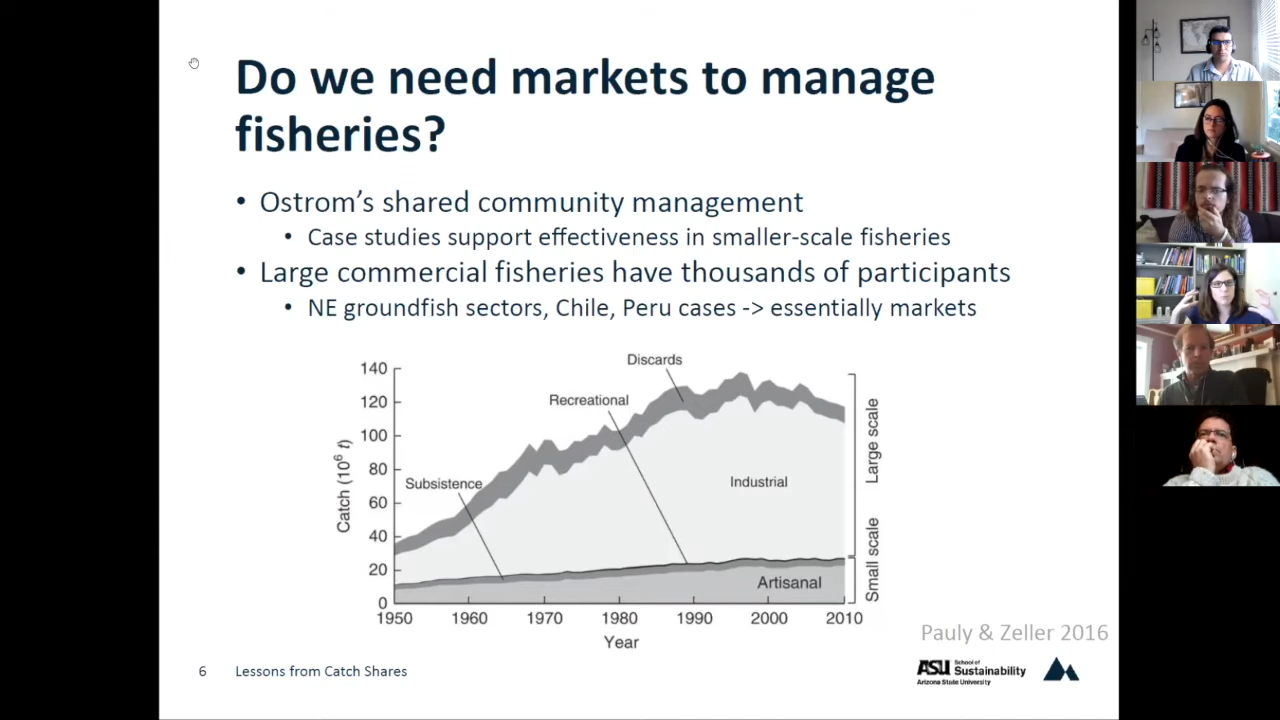 Do we need markets to manage
fisheries?
• Ostrom's shared community management
• Case studies support effectiveness in smaller-scale fisheries
• Large commercial fisheries have thousands of participants
• NE groundfish sectors, Chile, Peru cases -> essentially markets
140
120
100
80
60
40
20
0
Catch (10⁶ t)
Discards
Recreational
Subsistence
Industrial
Artisanal
Large scale
Small scale
1950 1960 1970 1980 1990 2000 2010
Year
Pauly & Zeller 2016
6 Lessons from Catch Shares
ASU School of
Sustainability
Arizona State University